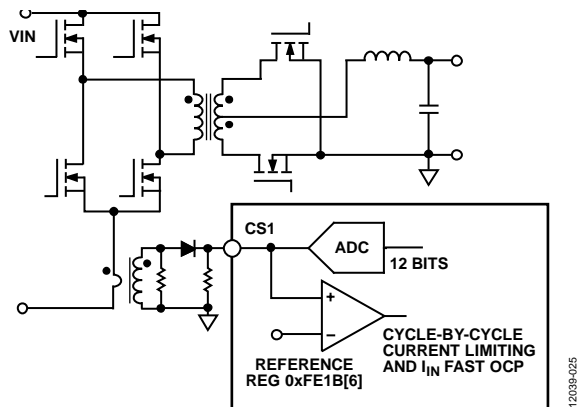 VIN
CS1
ADC
12 BITS
+
−
REFERENCE
REG 0xFE1B[6]
CYCLE-BY-CYCLE
CURRENT LIMITING
AND IIN FAST OCP
12039-025